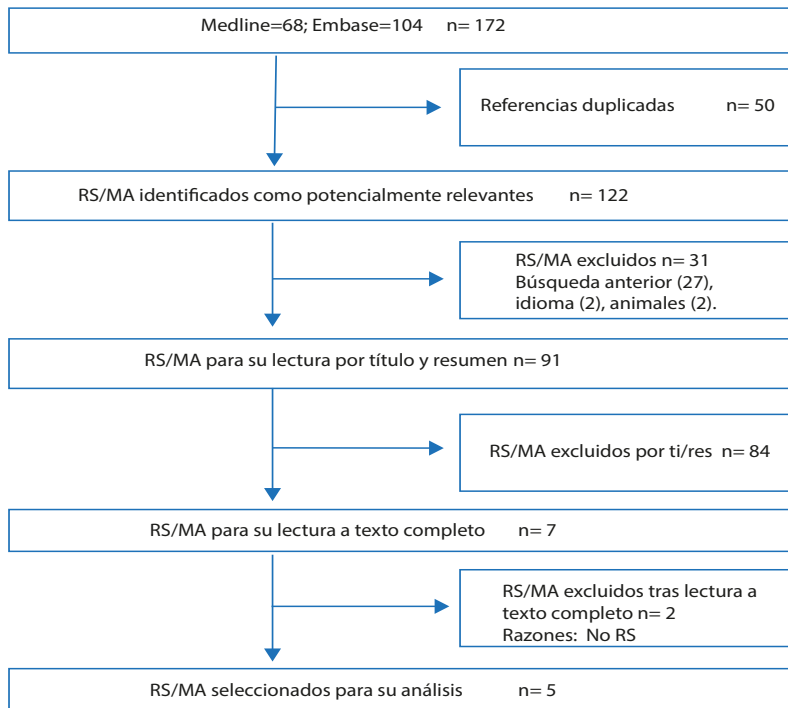 Medline=68; Embase=104 n= 172
Referencias duplicadas n= 50
RS/MA identificados como potencialmente relevantes n= 122
RS/MA excluidos n= 31
Búsqueda anterior (27),
idioma (2), animales (2).
RS/MA para su lectura por título y resumen n= 91
RS/MA excluidos por ti/res n= 84
RS/MA para su lectura a texto completo n= 7
RS/MA excluidos tras lectura a
texto completo n= 2
Razones: No RS
RS/MA seleccionados para su análisis n= 5